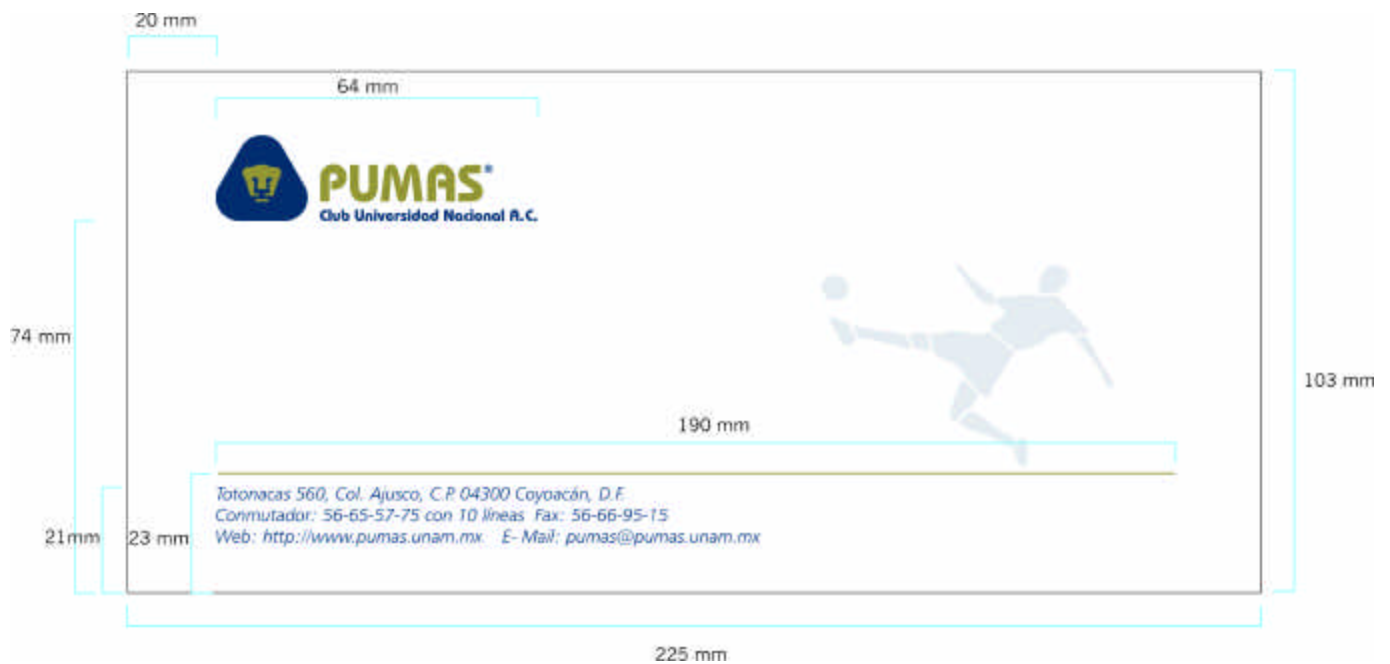 20 mm
64 mm
PUMAS®
Club Universidad Nacional A.C.
74 mm
103 mm
190 mm
Totonacas 560, Col. Ajusco, C.P. 04300 Coyoacán, D.F.
Conmutador: 56-65-57-75 con 10 líneas Fax: 56-66-95-15
21mm
23 mm
Web: http://www.pumas.unam.mx E- Mail: pumas@pumas.unam.mx
225 mm